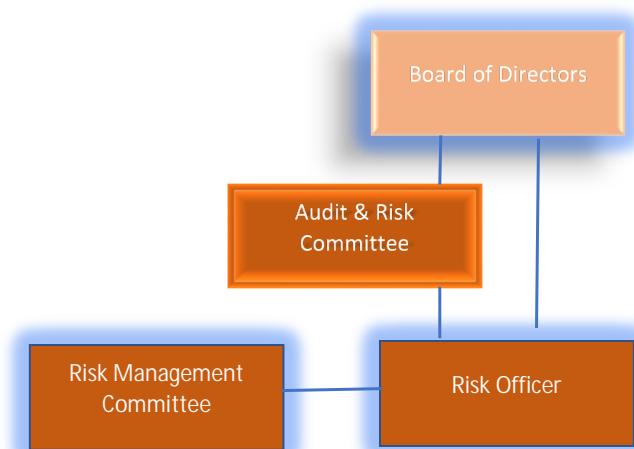 Board of Directors
Audit & Risk
Committee
Risk Management
Committee
Risk Officer